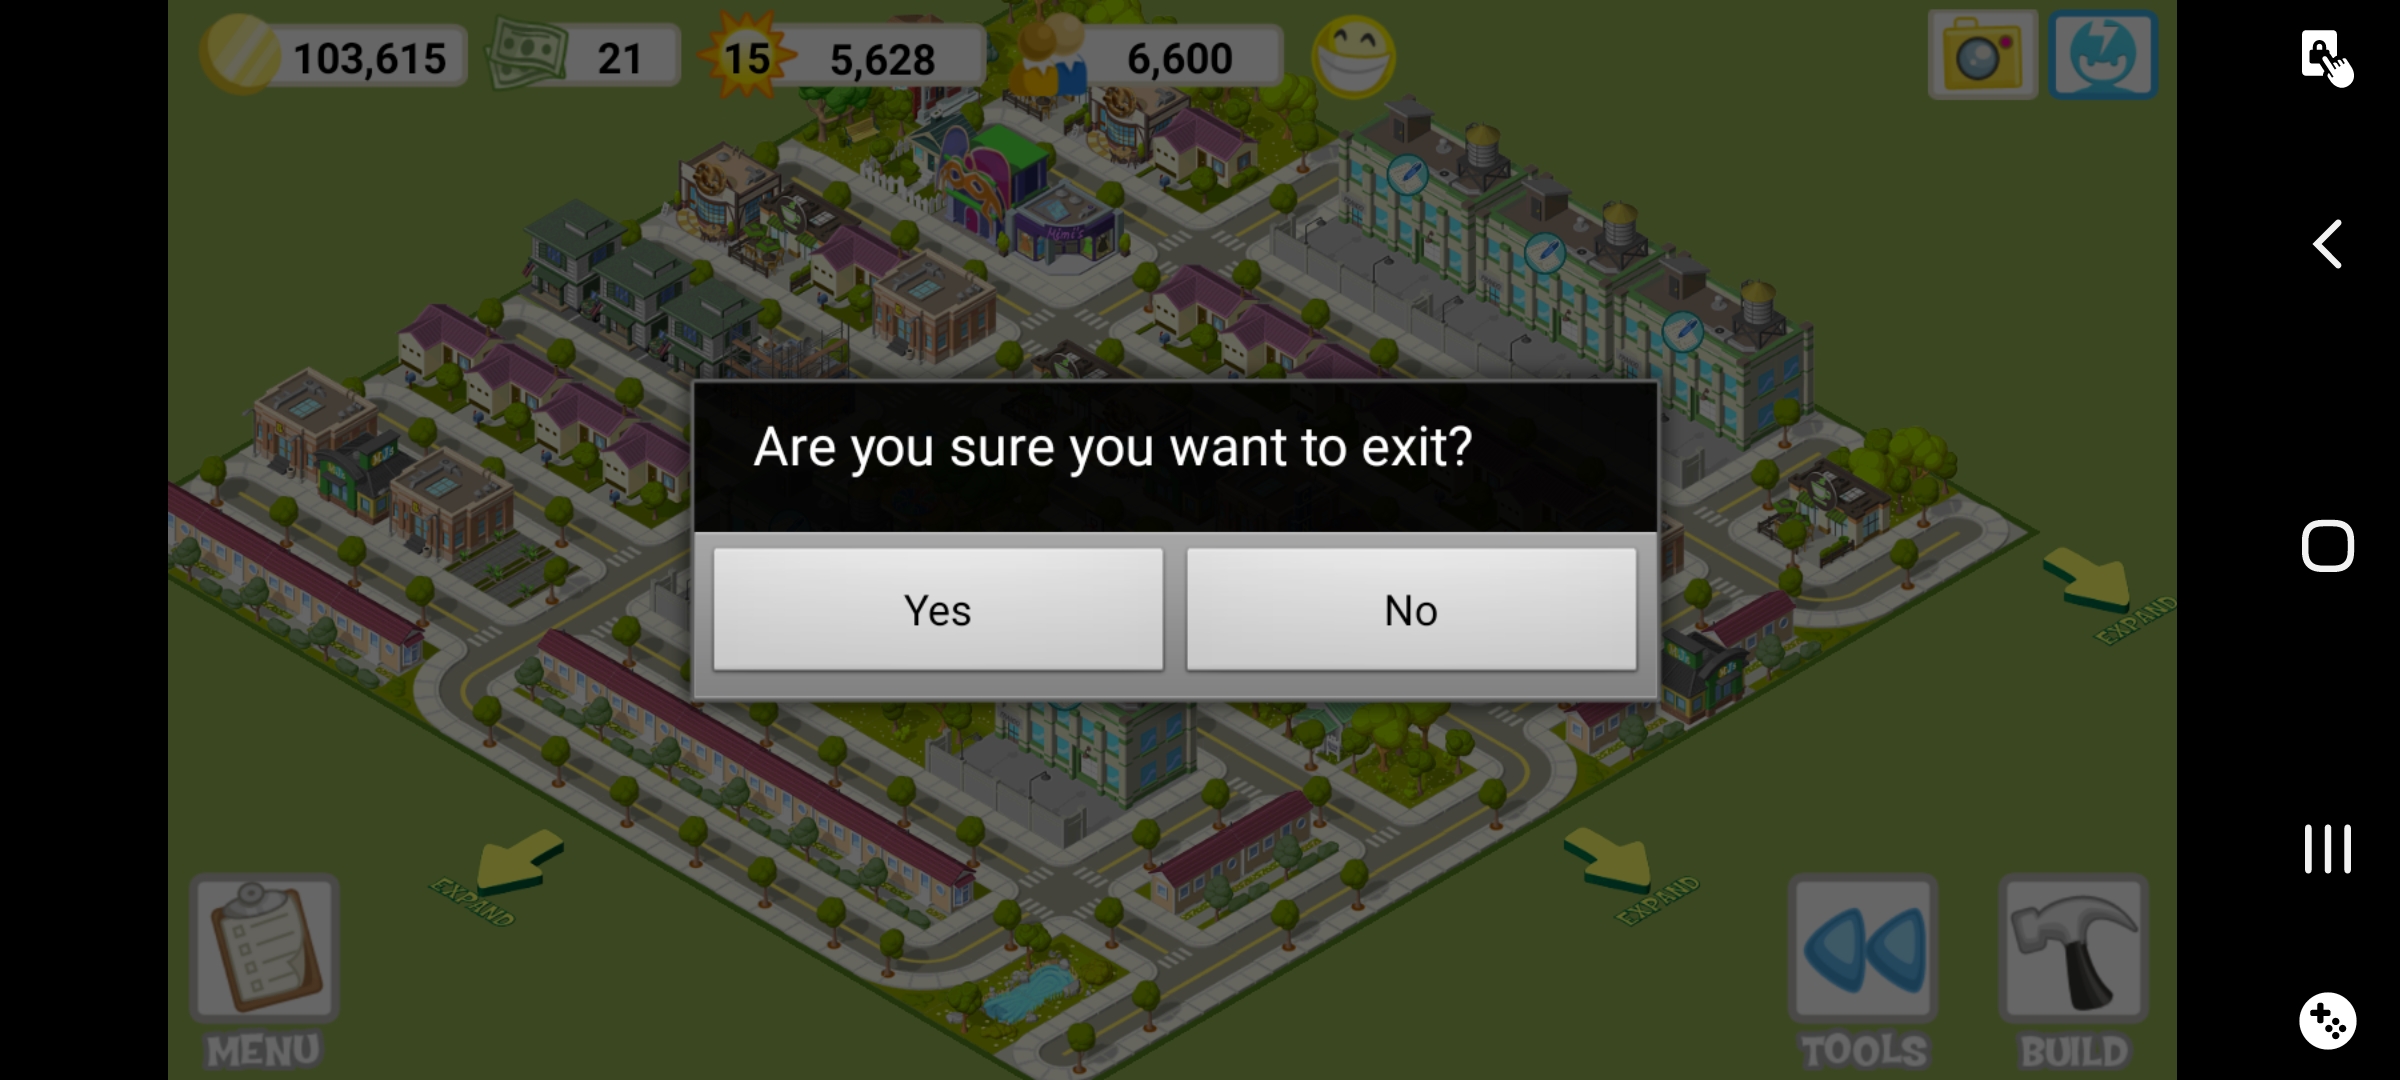 103,615
21
15
5,628
6,600
Mimi's
Are you sure you want to exit?
Yes
No
EXPAND
EXPAND
EXPAND
MENU
TOOLS
BUILD